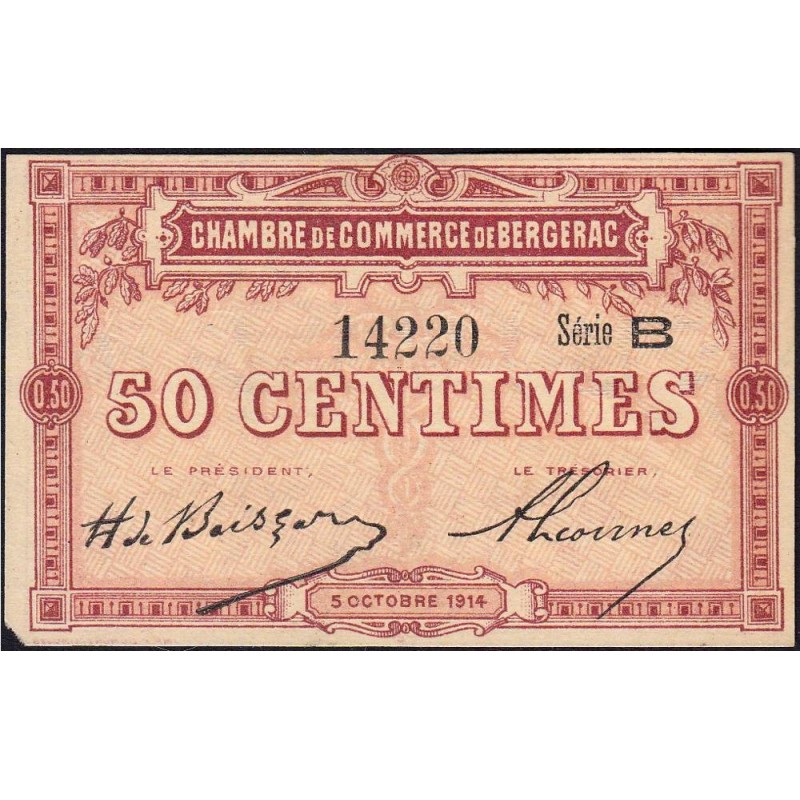 CHAMBRE DE COMMERCE DE BERGERAC
14220 Série B
0.50 50 CENTIMES 0.50
LE PRÉSIDENT, LE TRÉSORIER,
H de
5 OCTOBRE 1914